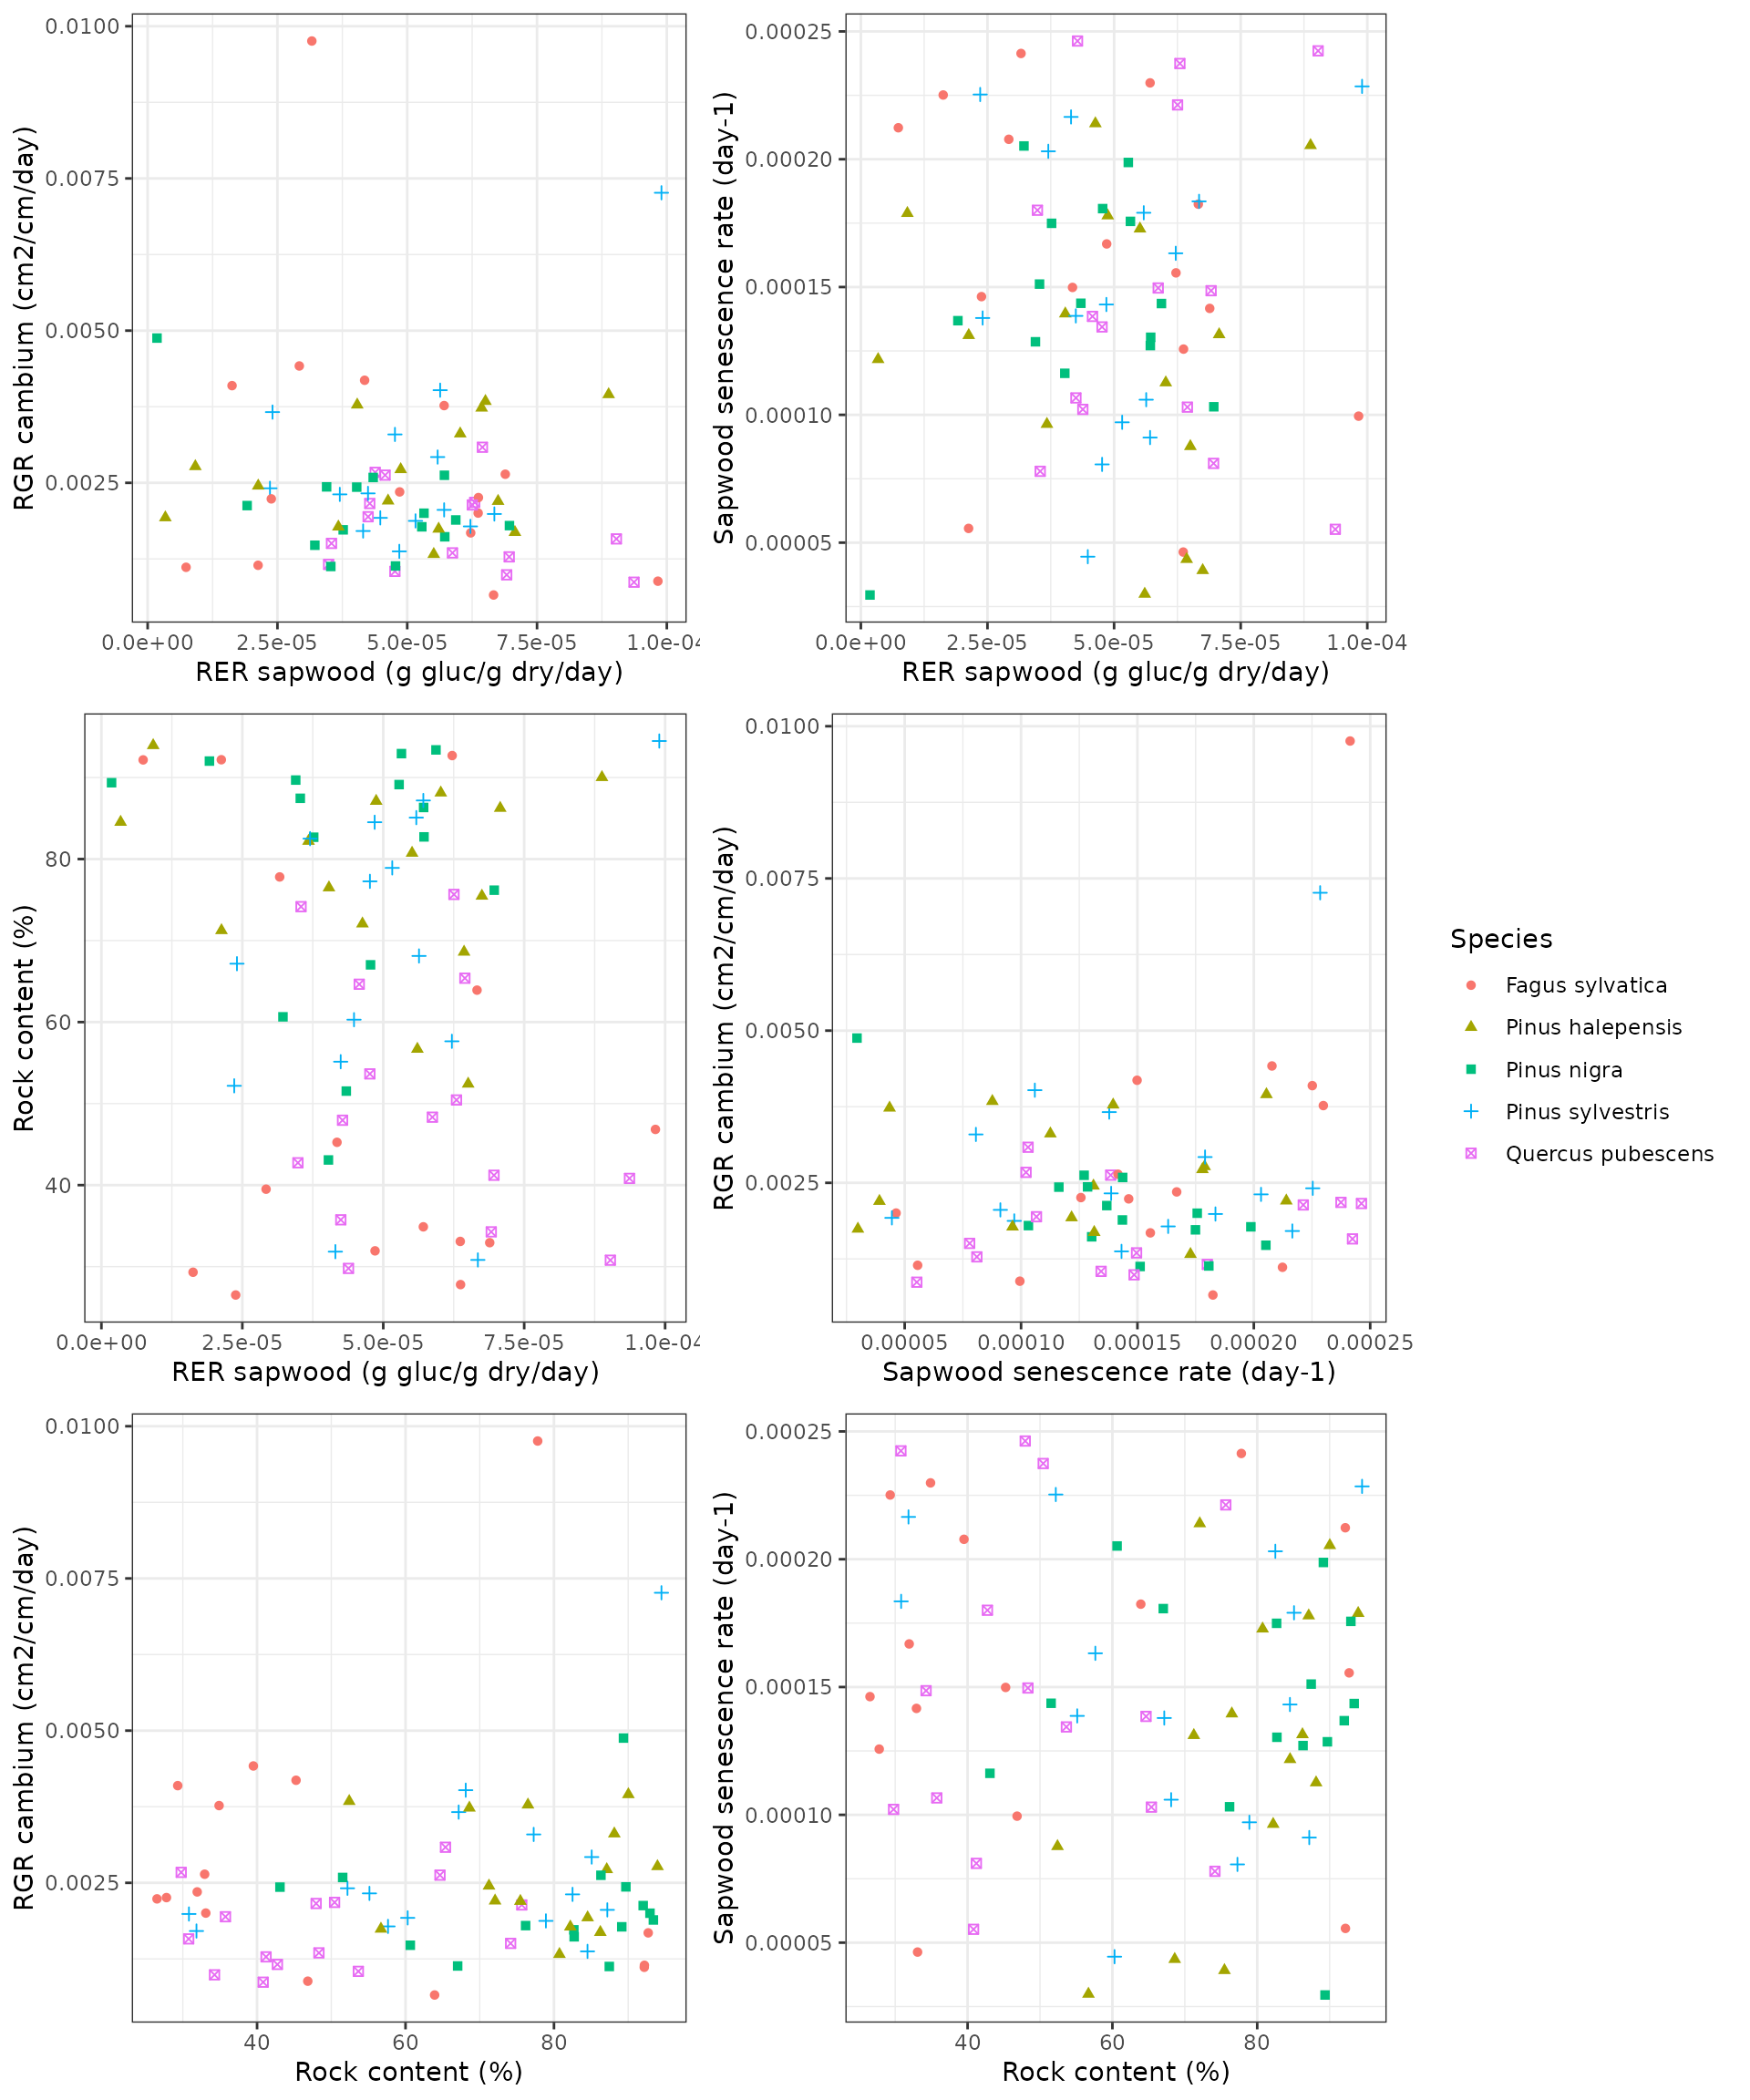 0.0100
0.0075
0.0050
0.0025
RGR cambium (cm2/cm/day)
0.0e+00 2.5e-05 5.0e-05 7.5e-05 1.0e-04
RER sapwood (g gluc/g dry/day)
0.00025
0.00020
0.00015
0.00010
0.00005
Sapwood senescence rate (day-1)
0.0e+00 2.5e-05 5.0e-05 7.5e-05 1.0e-04
RER sapwood (g gluc/g dry/day)
80
60
40
Rock content (%)
0.0e+00 2.5e-05 5.0e-05 7.5e-05 1.0e-04
RER sapwood (g gluc/g dry/day)
0.0100
0.0075
0.0050
0.0025
RGR cambium (cm2/cm/day)
0.00005 0.00010 0.00015 0.00020 0.00025
Sapwood senescence rate (day-1)
Species
Fagus sylvatica
Pinus halepensis
Pinus nigra
Pinus sylvestris
Quercus pubescens
0.0100
0.0075
0.0050
0.0025
RGR cambium (cm2/cm/day)
40 60 80
Rock content (%)
0.00025
0.00020
0.00015
0.00010
0.00005
Sapwood senescence rate (day-1)
40 60 80
Rock content (%)